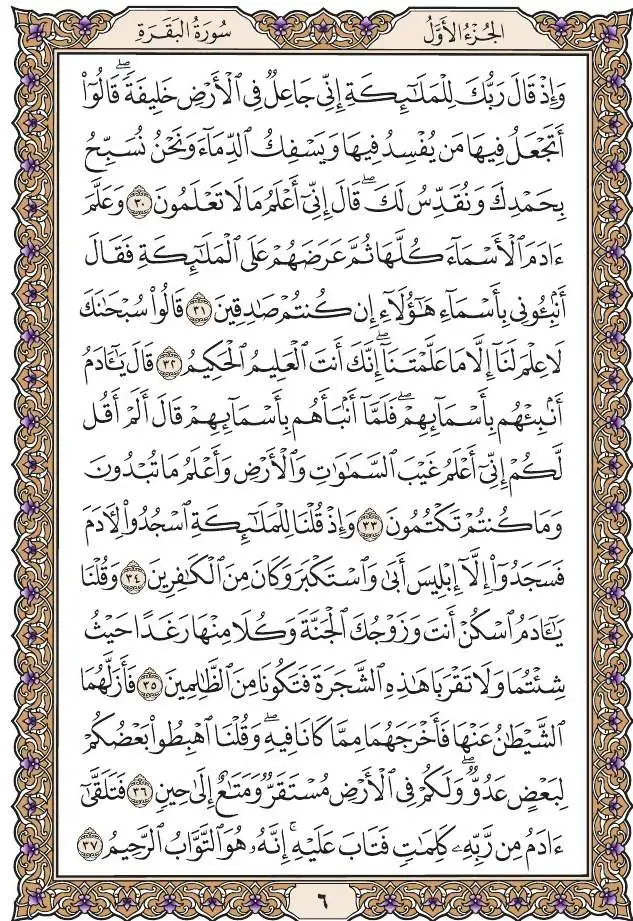 سُورَةُ البَقَرَةِ
الجُزْءُ الأَوَّلُ
وَإِذْ قَالَ رَبُّكَ لِلْمَلَٰٓئِكَةِ إِنِّي جَاعِلٌ فِي ٱلْأَرْضِ خَلِيفَةًۖ قَالُوٓا۟
أَتَجْعَلُ فِيهَا مَن يُفْسِدُ فِيهَا وَيَسْفِكُ ٱلدِّمَآءَ وَنَحْنُ نُسَبِّحُ
بِحَمْدِكَ وَنُقَدِّسُ لَكَۖ قَالَ إِنِّيٓ أَعْلَمُ مَا لَا تَعْلَمُونَ ٣٠ وَعَلَّمَ
ءَادَمَ ٱلْأَسْمَآءَ كُلَّهَا ثُمَّ عَرَضَهُمْ عَلَى ٱلْمَلَٰٓئِكَةِ فَقَالَ
أَنۢبِـُٔونِي بِأَسْمَآءِ هَٰٓؤُلَآءِ إِن كُنتُمْ صَٰدِقِينَ ٣١ قَالُوا۟ سُبْحَٰنَكَ
لَا عِلْمَ لَنَآ إِلَّا مَا عَلَّمْتَنَآۖ إِنَّكَ أَنتَ ٱلْعَلِيمُ ٱلْحَكِيمُ ٣٢ قَالَ يَٰٓـَٔادَمُ
أَنۢبِئْهُم بِأَسْمَآئِهِمْۖ فَلَمَّآ أَنۢبَأَهُم بِأَسْمَآئِهِمْ قَالَ أَلَمْ أَقُل
لَّكُمْ إِنِّيٓ أَعْلَمُ غَيْبَ ٱلسَّمَٰوَٰتِ وَٱلْأَرْضِ وَأَعْلَمُ مَا تُبْدُونَ
وَمَا كُنتُمْ تَكْتُمُونَ ٣٣ وَإِذْ قُلْنَا لِلْمَلَٰٓئِكَةِ ٱسْجُدُوا۟ لِـَٔادَمَ
فَسَجَدُوٓا۟ إِلَّآ إِبْلِيسَ أَبَىٰ وَٱسْتَكْبَرَ وَكَانَ مِنَ ٱلْكَٰفِرِينَ ٣٤ وَقُلْنَا
يَٰٓـَٔادَمُ ٱسْكُنْ أَنتَ وَزَوْجُكَ ٱلْجَنَّةَ وَكُلَا مِنْهَا رَغَدًا حَيْثُ
شِئْتُمَا وَلَا تَقْرَبَا هَٰذِهِ ٱلشَّجَرَةَ فَتَكُونَا مِنَ ٱلظَّٰلِمِينَ ٣٥ فَأَزَلَّهُمَا
ٱلشَّيْطَٰنُ عَنْهَا فَأَخْرَجَهُمَا مِمَّا كَانَا فِيهِۖ وَقُلْنَا ٱهْبِطُوا۟ بَعْضُكُمْ
لِبَعْضٍ عَدُوٌّۖ وَلَكُمْ فِي ٱلْأَرْضِ مُسْتَقَرٌّ وَمَتَٰعٌ إِلَىٰ حِينٍ ٣٦ فَتَلَقَّىٰٓ
ءَادَمُ مِن رَّبِّهِۦ كَلِمَٰتٍ فَتَابَ عَلَيْهِۚ إِنَّهُۥ هُوَ ٱلتَّوَّابُ ٱلرَّحِيمُ ٣٧
٦